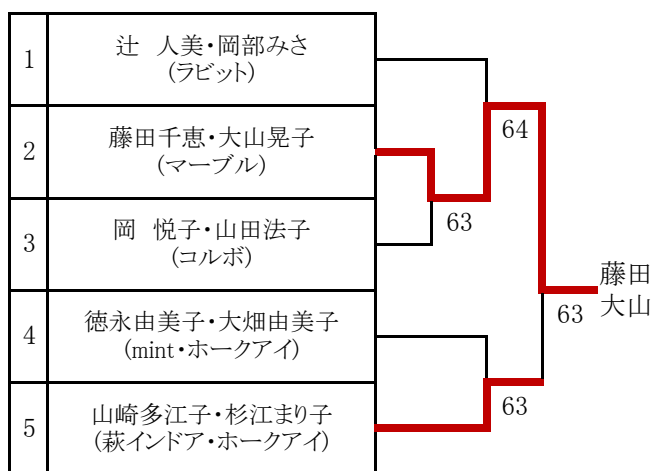 1
辻　人美・岡部みさ
(ラビット)
2
藤田千恵・大山晃子
(マーブル)
3
岡　悦子・山田法子
(コルボ)
4
徳永由美子・大畑由美子
(mint・ホークアイ)
5
山崎多江子・杉江まり子
(萩インドア・ホークアイ)
64
63
63
63
藤田
大山